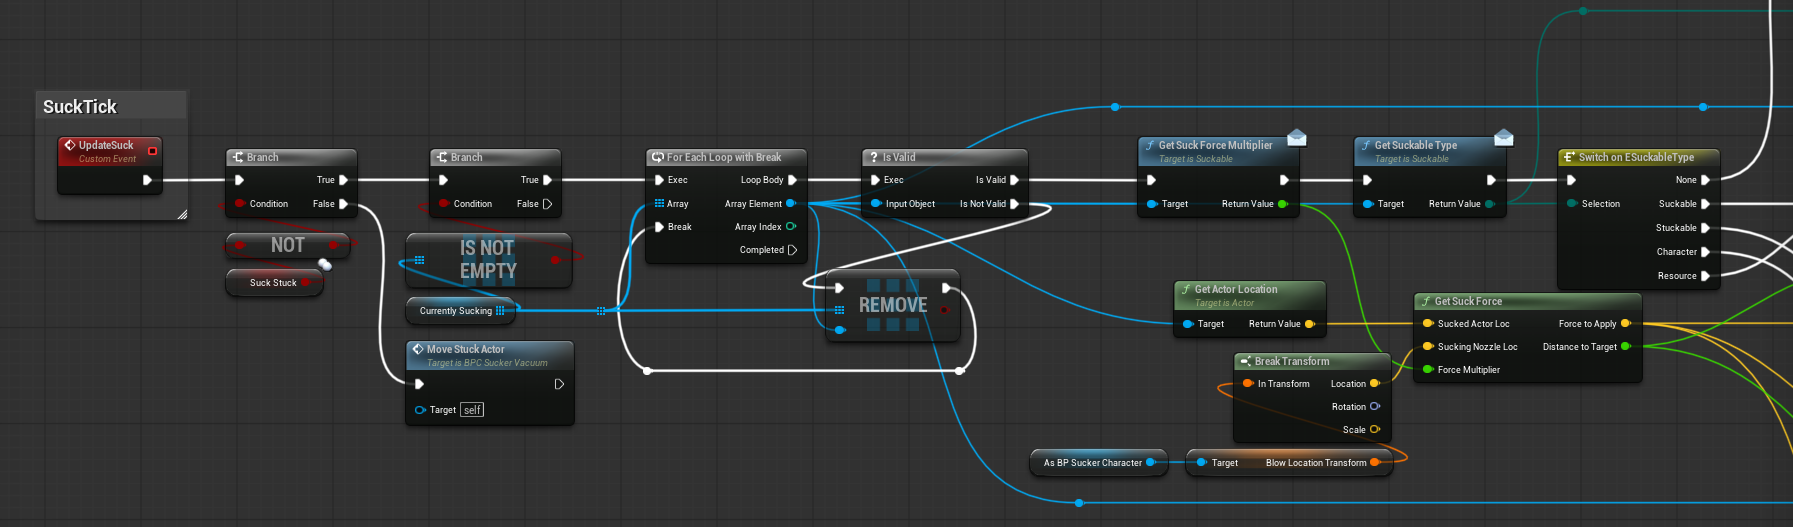 SuckTick
UpdateSuck
Custom Event
Branch
True
Condition
False
NOT
Suck Stuck
Branch
True
Condition
False
IS NOT
EMPTY
Currently Sucking
Move Stuck Actor
Target is BPC Sucker Vacuum
Target self
For Each Loop with Break
Exec
Loop Body
Array
Array Element
Break
Array Index
Completed
Is Valid
Exec
Is Valid
Input Object
Is Not Valid
REMOVE
Get Suck Force Multiplier
Target is Suckable
Target
Return Value
Get Suckable Type
Target is Suckable
Target
Return Value
Switch on ESuckableType
None
Selection
Suckable
Stuckable
Character
Resource
Get Actor Location
Target is Actor
Target
Return Value
Get Suck Force
Sucked Actor Loc
Force to Apply
Sucking Nozzle Loc
Distance to Target
Force Multiplier
Break Transform
In Transform
Location
Rotation
Scale
As BP Sucker Character
Target
Blow Location Transform